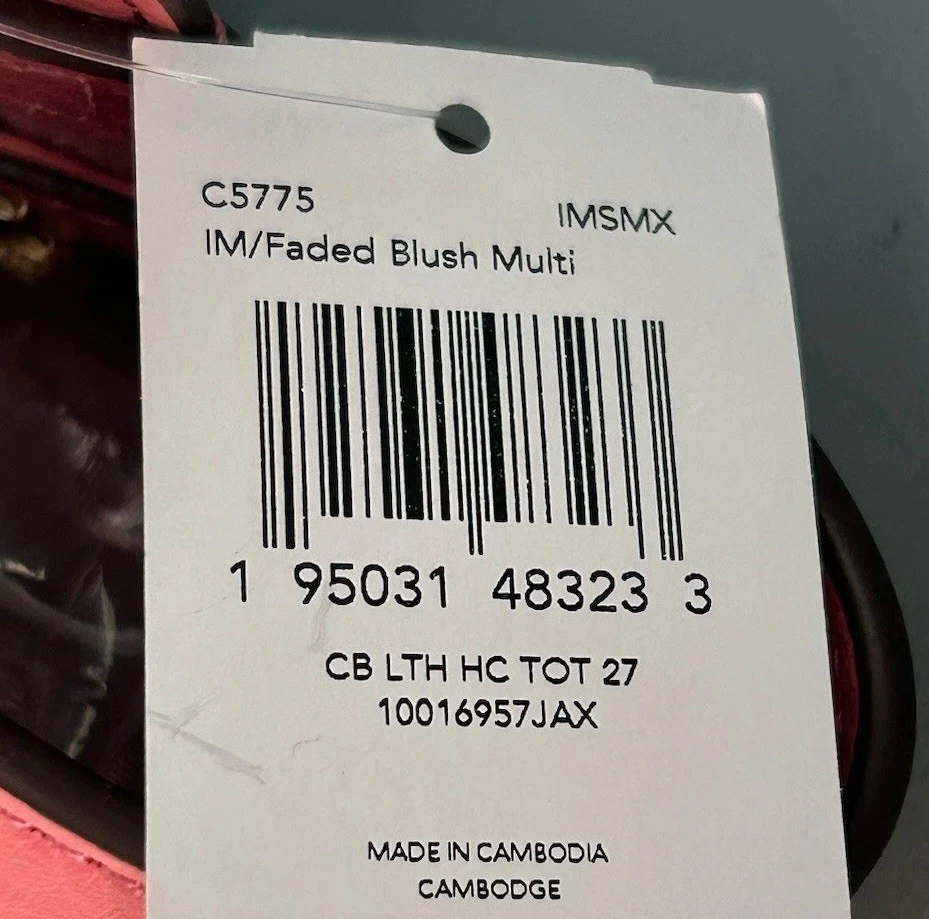 C5775 IMSMX
IM/Faded Blush Multi
1 95031 48323 3
CB LTH HC TOT 27
10016957JAX
MADE IN CAMBODIA
CAMBODGE